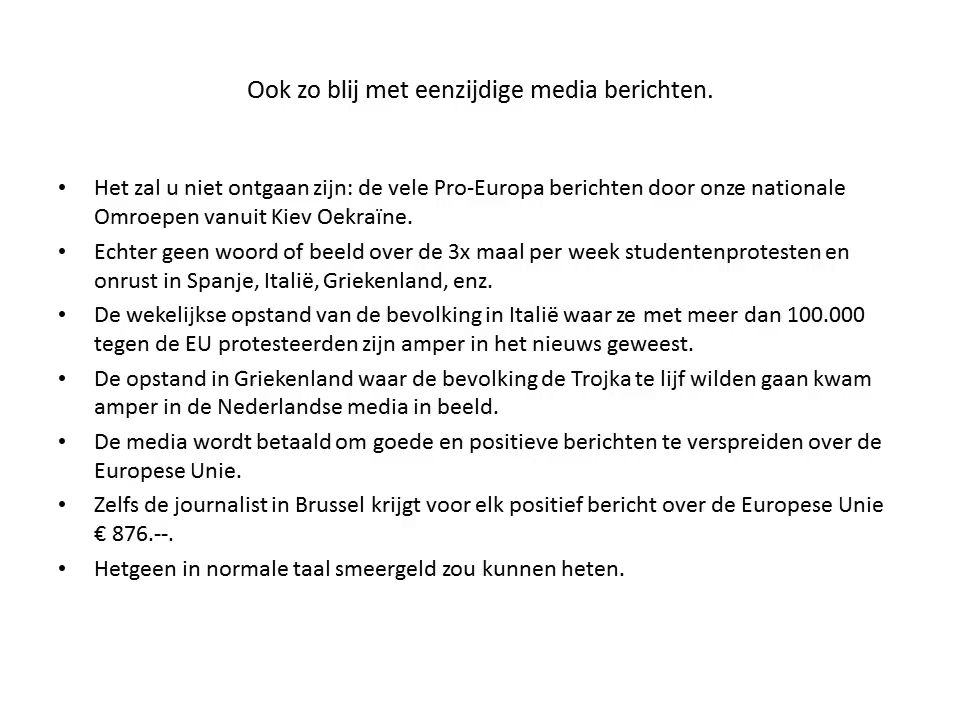 Ook zo blij met eenzijdige media berichten.
• Het zal u niet ontgaan zijn: de vele Pro-Europa berichten door onze nationale
Omroepen vanuit Kiev Oekraïne.
• Echter geen woord of beeld over de 3x maal per week studentenprotesten en
onrust in Spanje, Italië, Griekenland, enz.
• De wekelijkse opstand van de bevolking in Italië waar ze met meer dan 100.000
tegen de EU protesteerden zijn amper in het nieuws geweest.
• De opstand in Griekenland waar de bevolking de Trojka te lijf wilden gaan kwam
amper in de Nederlandse media in beeld.
• De media wordt betaald om goede en positieve berichten te verspreiden over de
Europese Unie.
• Zelfs de journalist in Brussel krijgt voor elk positief bericht over de Europese Unie
€ 876.--.
• Hetgeen in normale taal smeergeld zou kunnen heten.